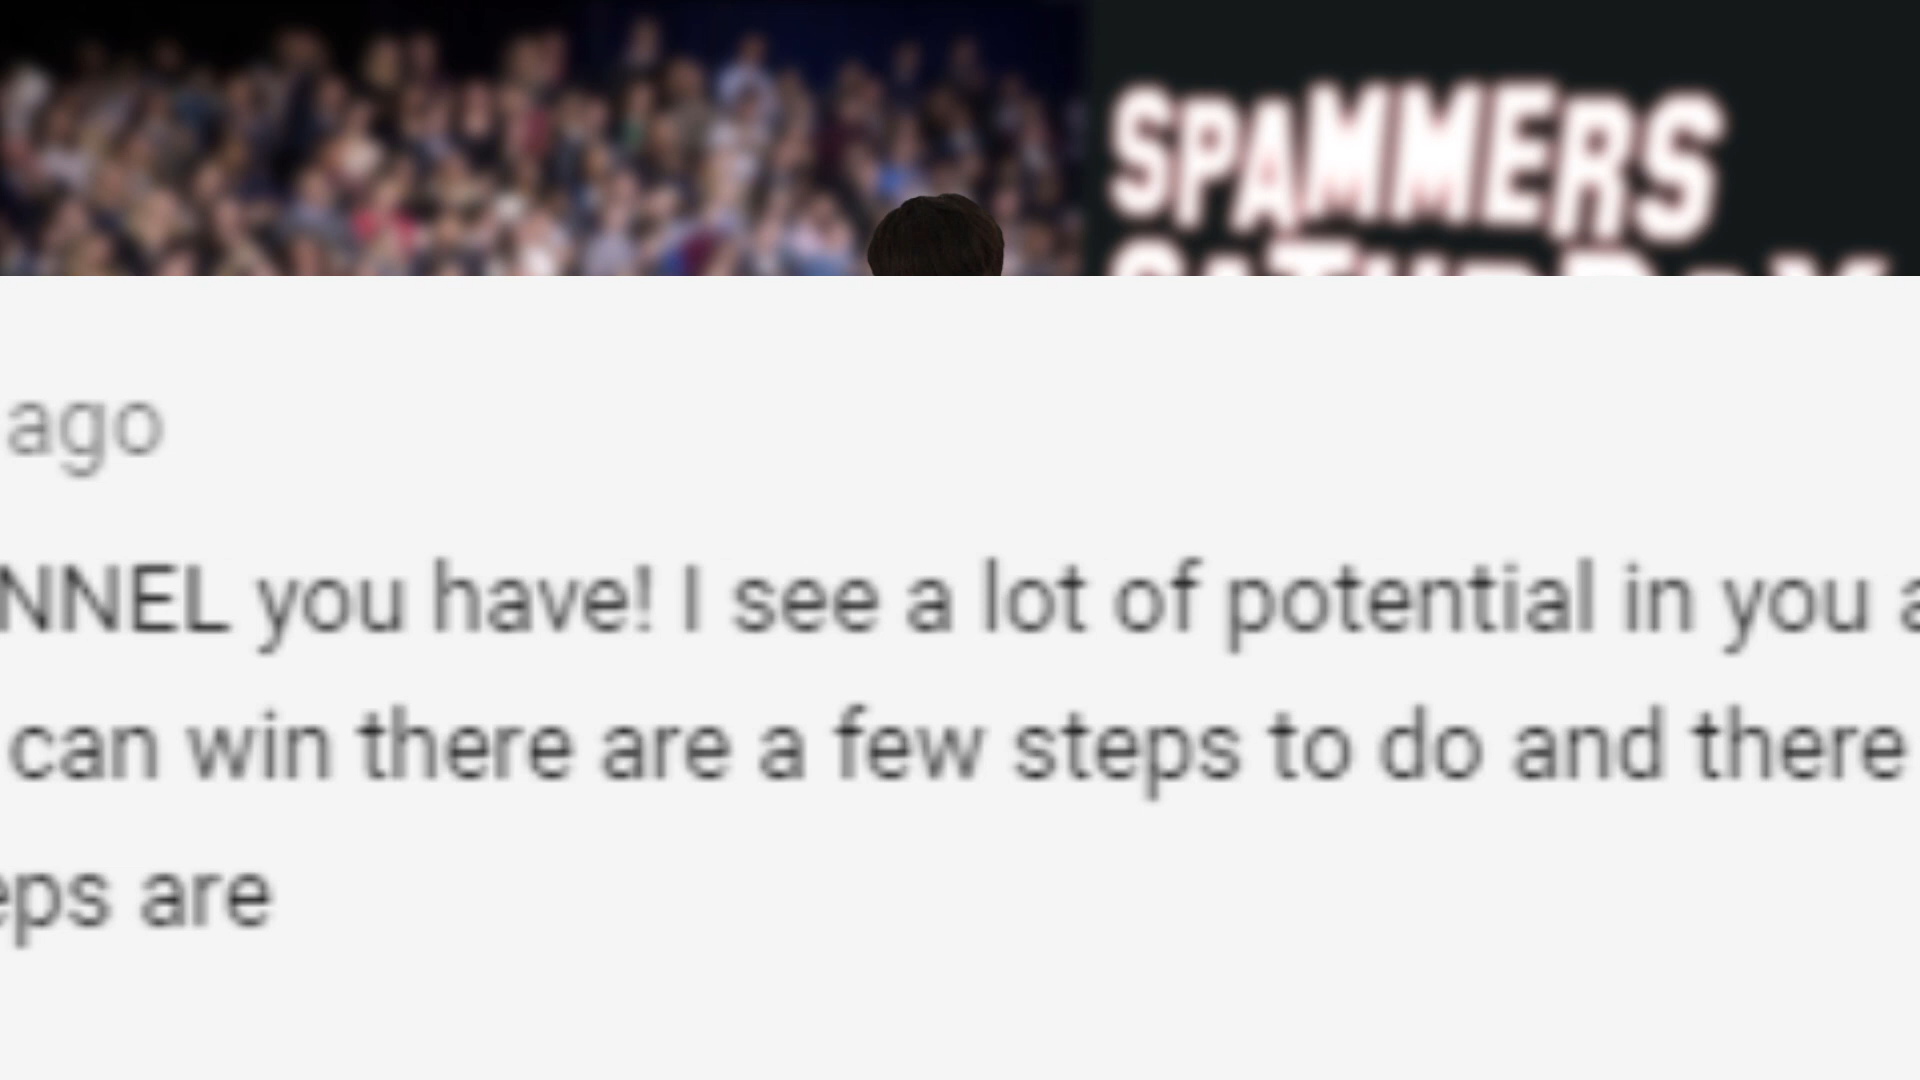 SPAMMERS
SATURDAY
ago
NNEL you have! I see a lot of potential in you a
can win there are a few steps to do and there
eps are